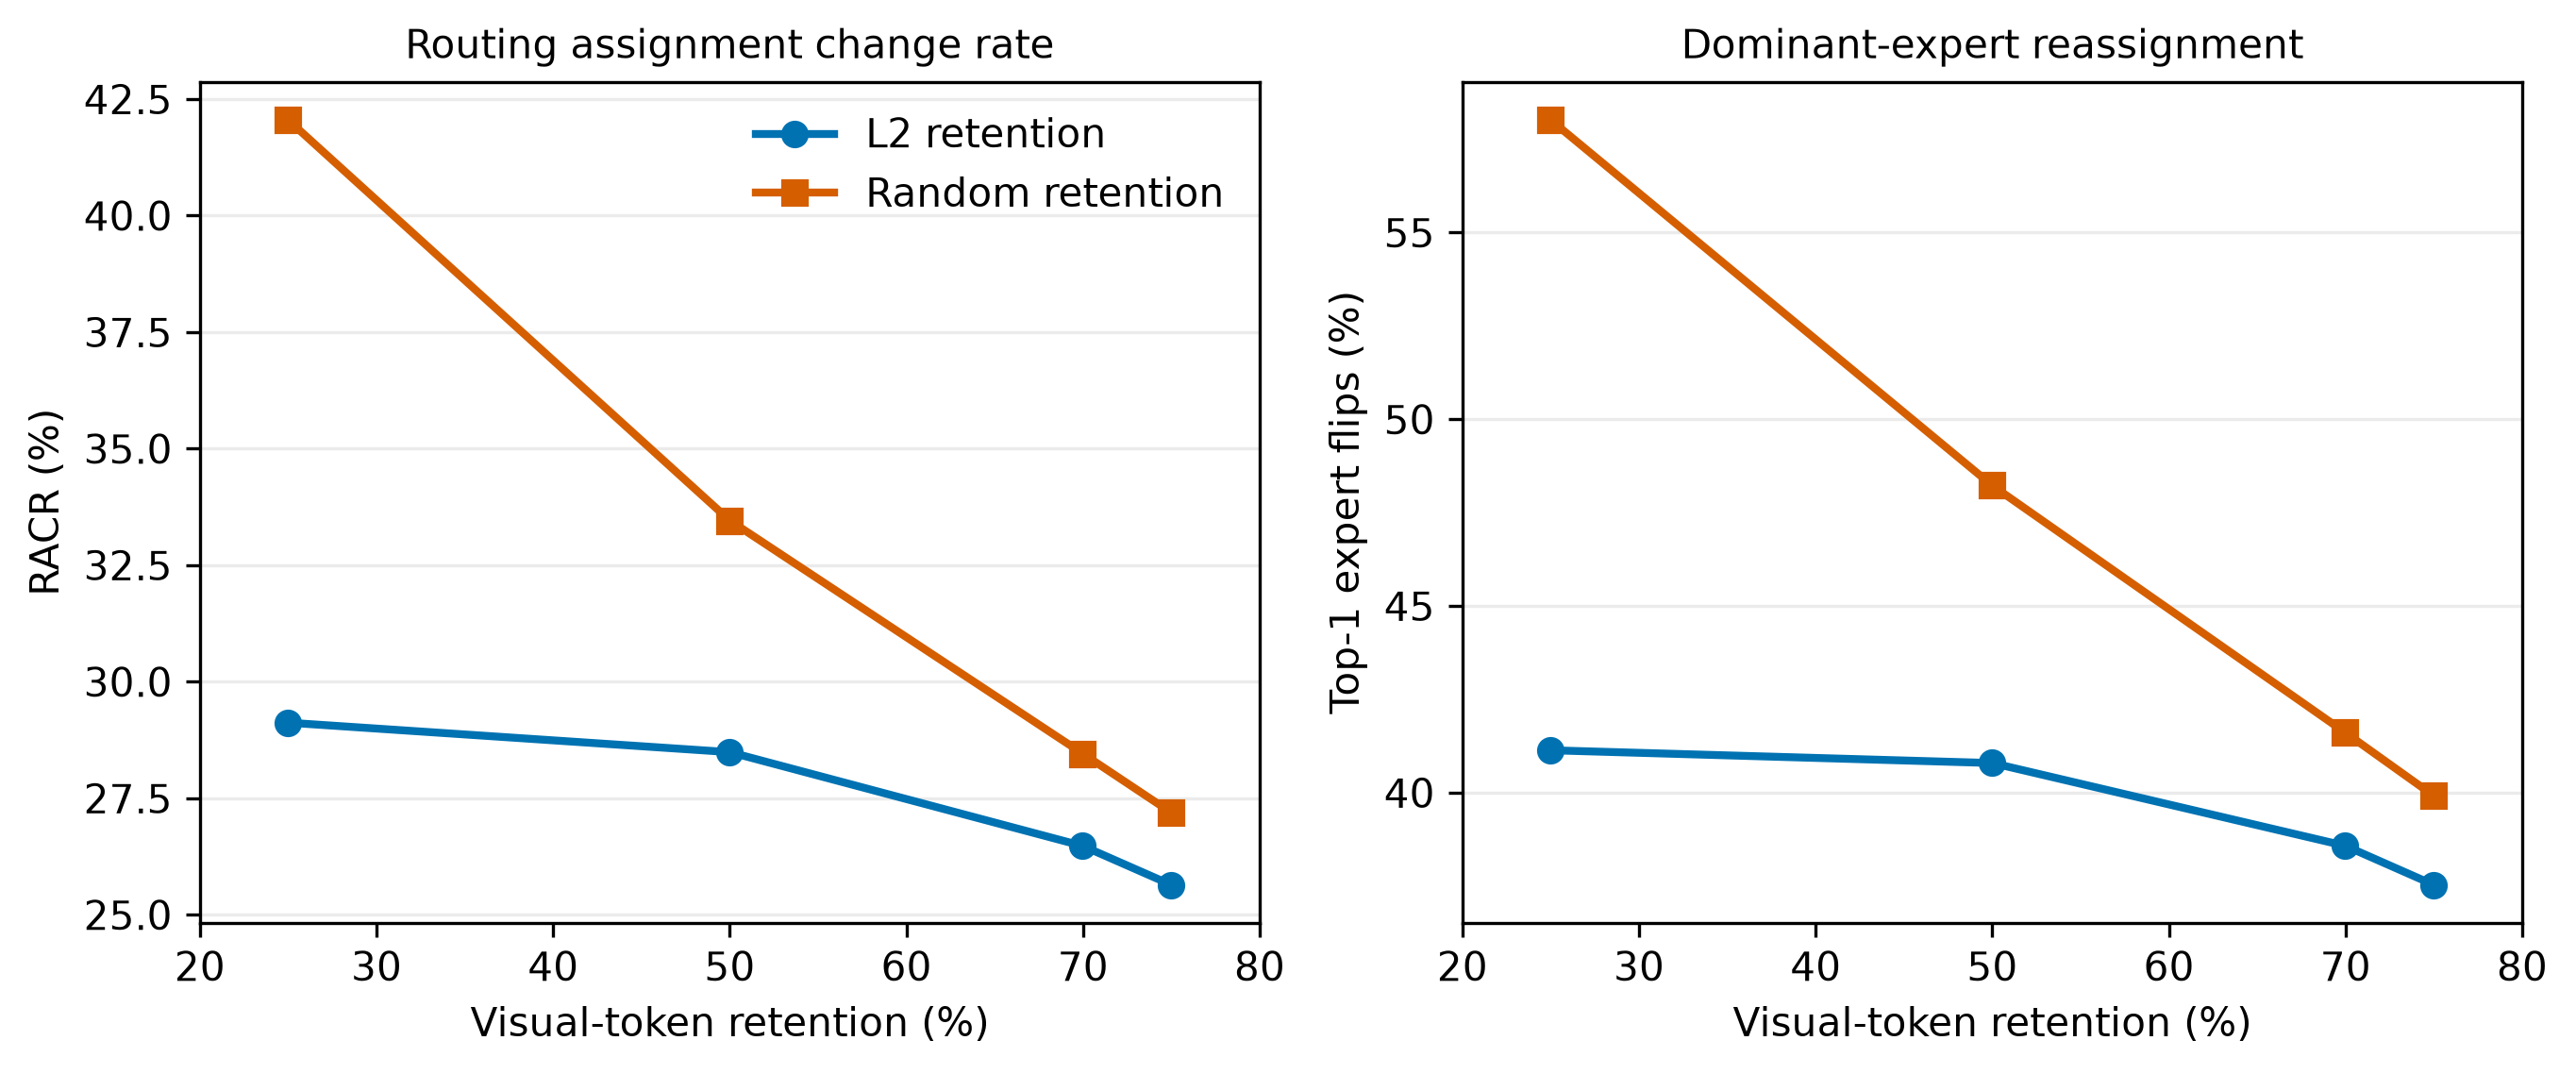 Routing assignment change rate
RACR (%)
42.5
40.0
37.5
35.0
32.5
30.0
27.5
25.0
L2 retention
Random retention
20 30 40 50 60 70 80
Visual-token retention (%)
Dominant-expert reassignment
Top-1 expert flips (%)
55
50
45
40
20 30 40 50 60 70 80
Visual-token retention (%)